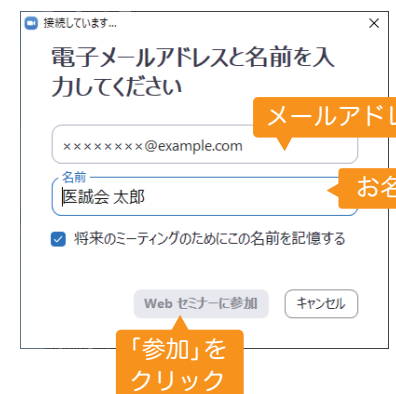 接続しています...
電子メールアドレスと名前を入
力してください
メールアドレ
××××××××@example.com
名前
お名
医誠会 太郎
将来のミーティングのためにこの名前を記憶する
Web セミナーに参加
キャンセル
「参加」を
クリック